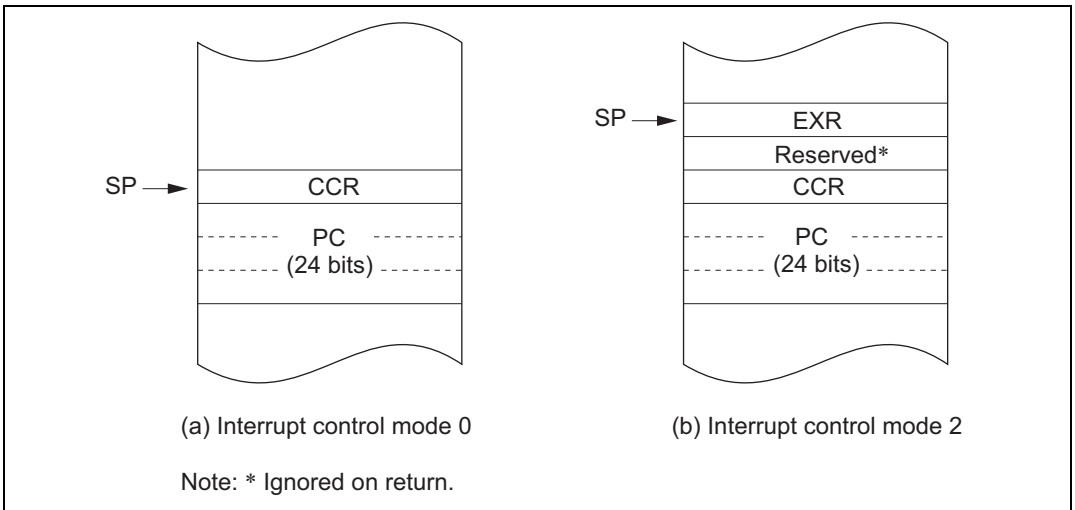 SP
CCR
PC
(24 bits)
(a) Interrupt control mode 0
SP
EXR
Reserved*
CCR
PC
(24 bits)
(b) Interrupt control mode 2
Note: * Ignored on return.